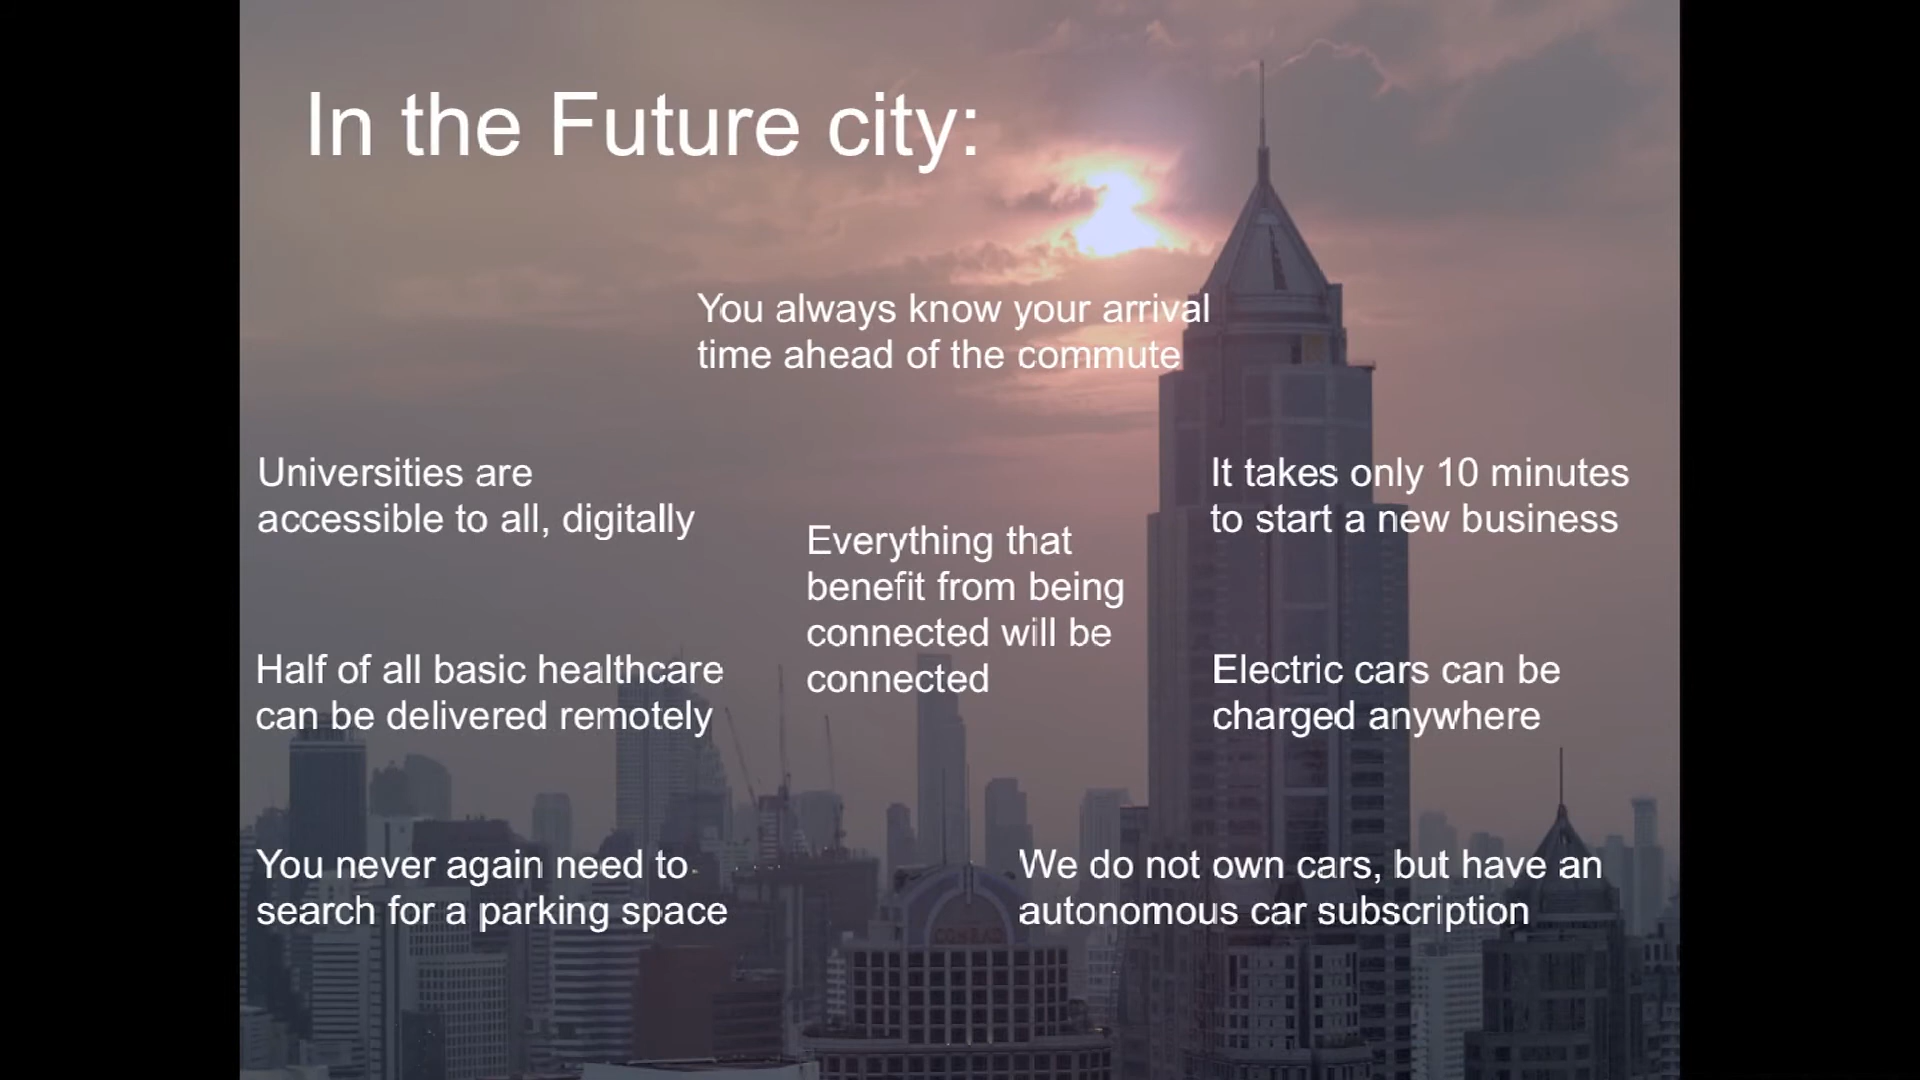 In the Future city:
You always know your arrival
time ahead of the commute
Universities are
accessible to all, digitally
It takes only 10 minutes
to start a new business
Everything that
benefit from being
connected will be
connected
Half of all basic healthcare
can be delivered remotely
Electric cars can be
charged anywhere
You never again need to
search for a parking space
We do not own cars, but have an
autonomous car subscription
CONRAD